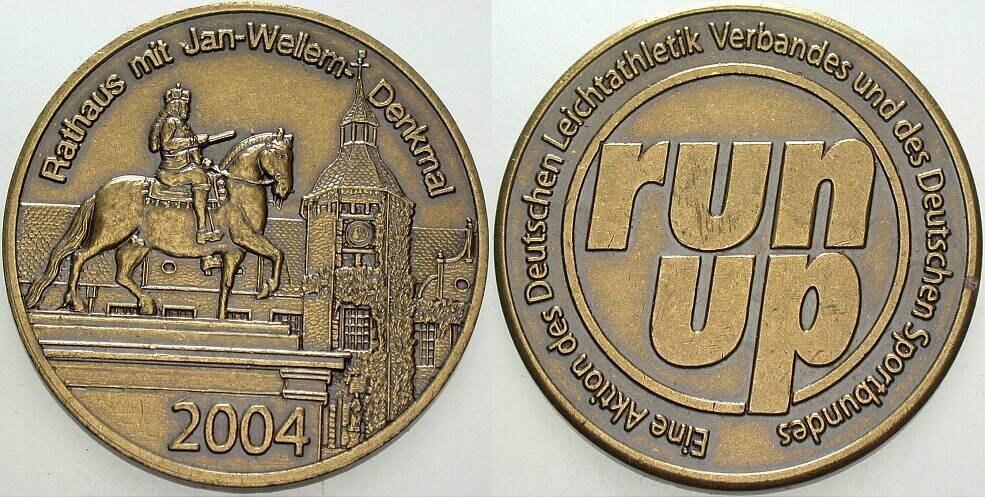 Rathaus mit Jan-Wellem-Denkmal
2004
Eine Aktion des Deutschen Leichtathletik Verbandes und des Deutschen Sportbundes
run
up